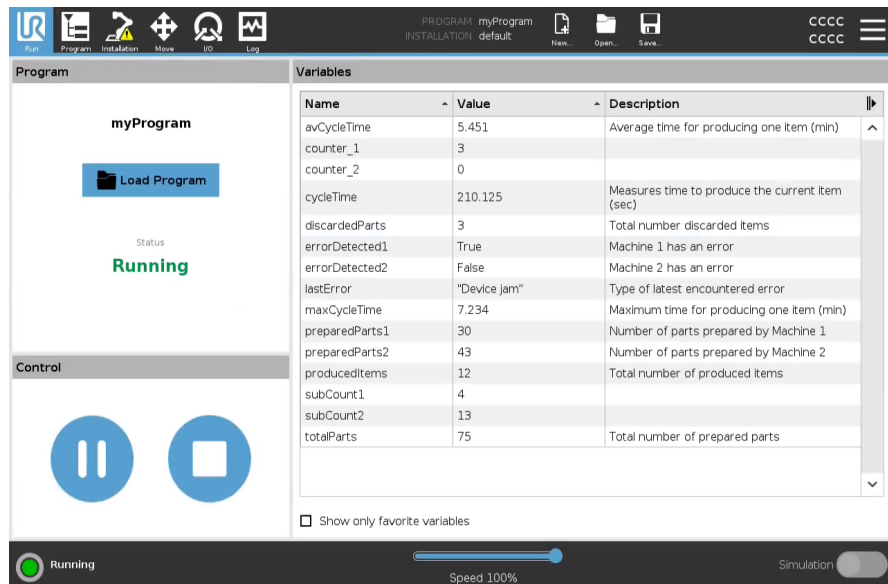 UR
Run
Program
Installation
Move
I/O
Log
PROGRAM myProgram
INSTALLATION default
New...
Open...
Save...
CCCC
CCCC
Program
myProgram
Load Program
Status
Running
Control
Variables
Name Value Description
avCycleTime 5.451 Average time for producing one item (min)
counter_1 3
counter_2 0
cycleTime 210.125 Measures time to produce the current item
(sec)
discardedParts 3 Total number discarded items
errorDetected1 True Machine 1 has an error
errorDetected2 False Machine 2 has an error
lastError "Device jam" Type of latest encountered error
maxCycleTime 7.234 Maximum time for producing one item (min)
preparedParts1 30 Number of parts prepared by Machine 1
preparedParts2 43 Number of parts prepared by Machine 2
producedItems 12 Total number of produced items
subCount1 4
subCount2 13
totalParts 75 Total number of prepared parts
Show only favorite variables
Running
Speed 100%
Simulation